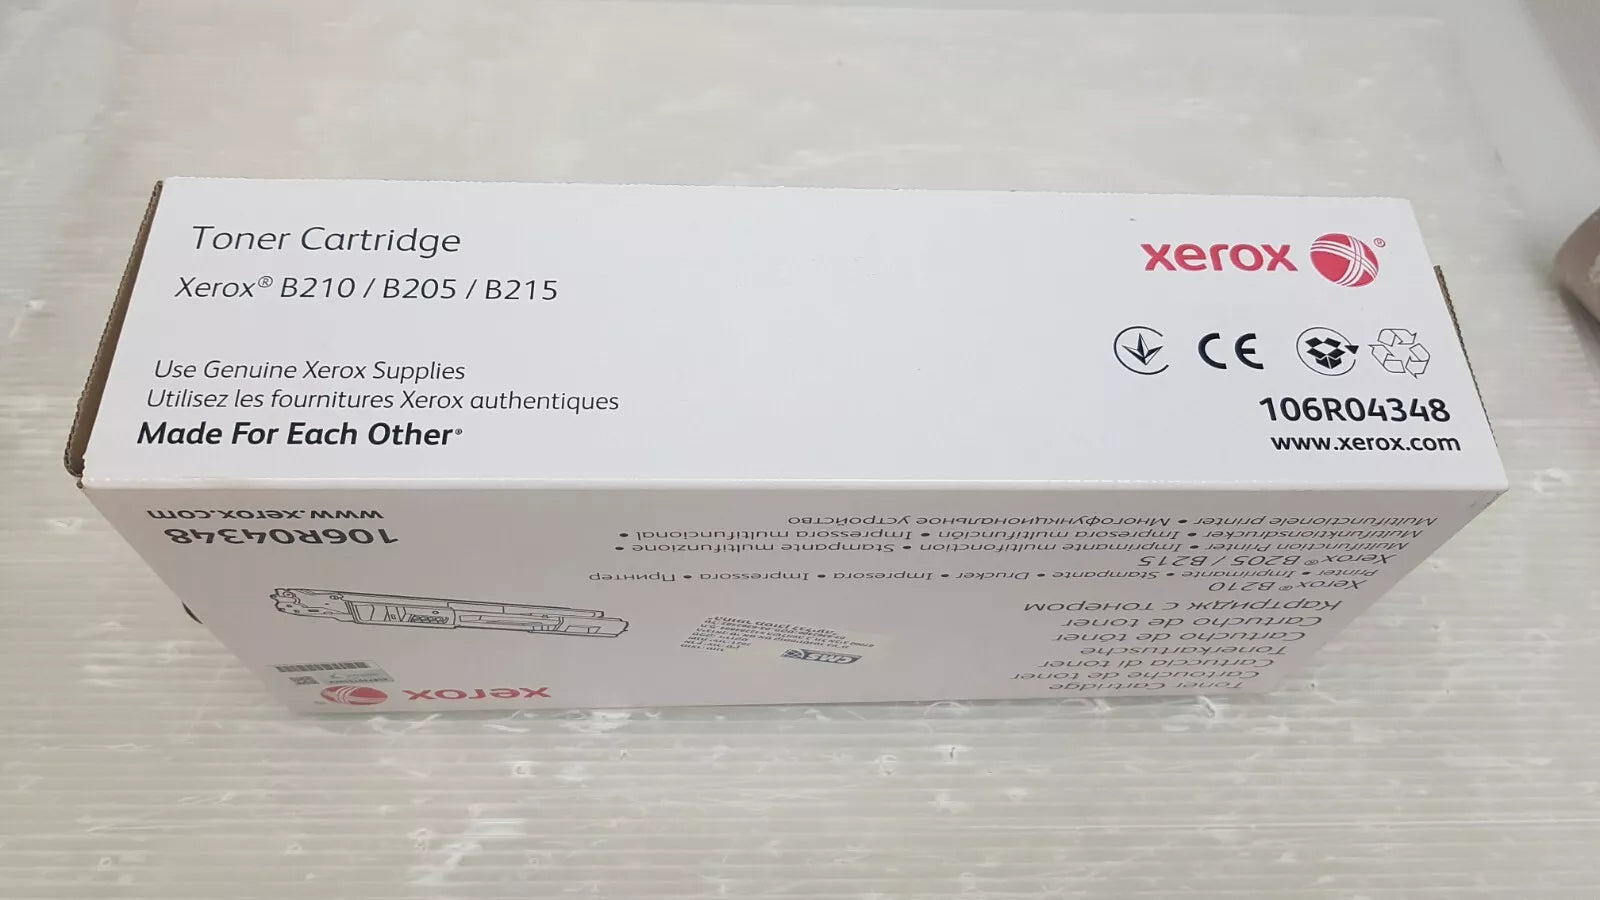 Toner Cartridge
Xerox® B210 / B205 / B215
Use Genuine Xerox Supplies
Utilisez les fournitures Xerox authentiques
Made For Each Other®
xerox ®
CE
106R04348
www.xerox.com
xerox
Toner Cartridge
Cartouche de toner
Cartuccia di toner
Tonerkartusche
Cartucho de tóner
Cartucho de toner
Картридж с тонером
Xerox® B210
Printer • Imprimante • Stampante • Drucker • Impresora • Impressora • Принтер
Xerox® B205 / B215
Multifunction Printer • Imprimante multifonction • Stampante multifunzione •
Multifunktionsdrucker • Impresora multifunción • Impressora multifuncional •
Multifunctionele printer • Многофункциональное устройство
106R04348
www.xerox.com
CMS